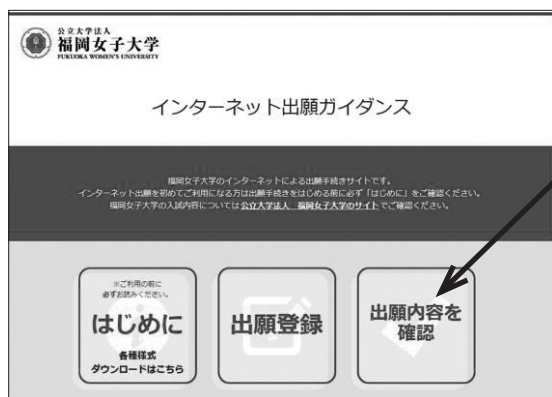 公立大学法人
福岡女子大学
FUKUOKA WOMEN'S UNIVERSITY
インターネット出願ガイダンス
福岡女子大学のインターネットによる出願手続きサイトです。
インターネット出願を初めてご利用になる方は出願手続きをはじめる前に必ず「はじめに」をご確認ください。
福岡女子大学の入試内容については公立大学法人 福岡女子大学のサイトでご確認ください。
※ご利用の前に
必ずお読みください。
はじめに
各種様式
ダウンロードはこちら
出願登録
出願内容を
確認